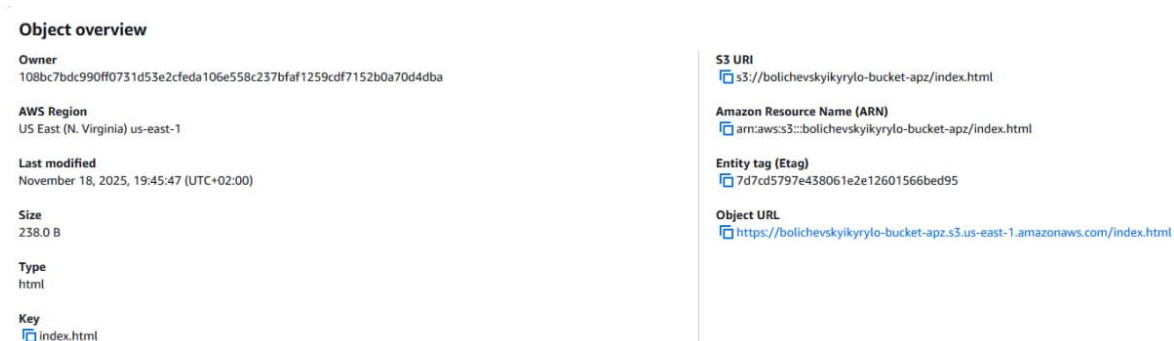 Object overview
Owner
108bc7bdc990ff0731d53e2cfeda106e558c237bfaf1259cdf7152b0a70d4dba
AWS Region
US East (N. Virginia) us-east-1
Last modified
November 18, 2025, 19:45:47 (UTC+02:00)
Size
238.0 B
Type
html
Key
index.html
S3 URI
s3://bolichevskyikyrylo-bucket-apz/index.html
Amazon Resource Name (ARN)
arn:aws:s3:::bolichevskyikyrylo-bucket-apz/index.html
Entity tag (Etag)
7d7cd5797e438061e2e12601566bed95
Object URL
https://bolichevskyikyrylo-bucket-apz.s3.us-east-1.amazonaws.com/index.html